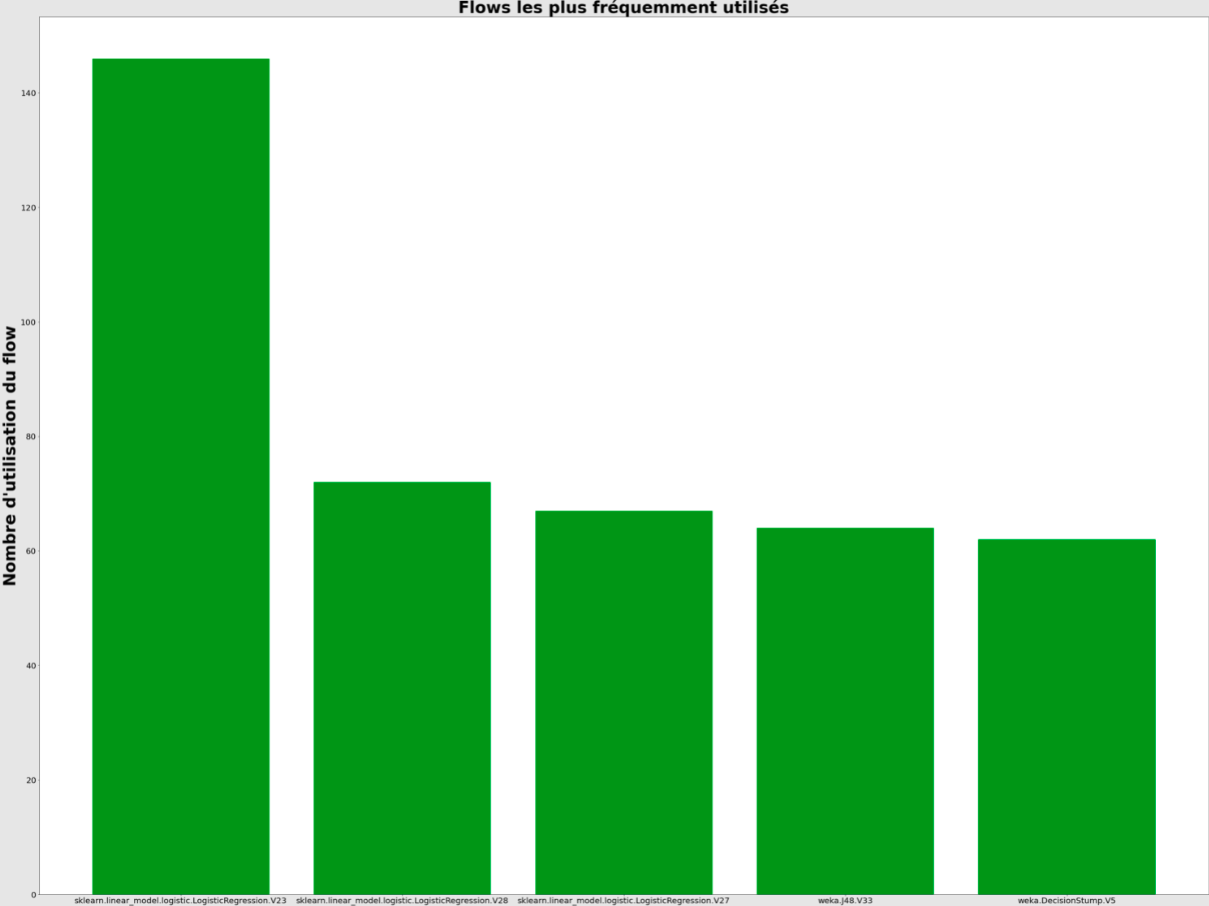 Flows les plus fréquemment utilisés
Nombre d'utilisation du flow
140
120
100
80
60
40
20
0
sklearn.linear_model.logistic.LogisticRegression.V23
sklearn.linear_model.logistic.LogisticRegression.V28
sklearn.linear_model.logistic.LogisticRegression.V27
weka.J48.V33
weka.DecisionStump.V5